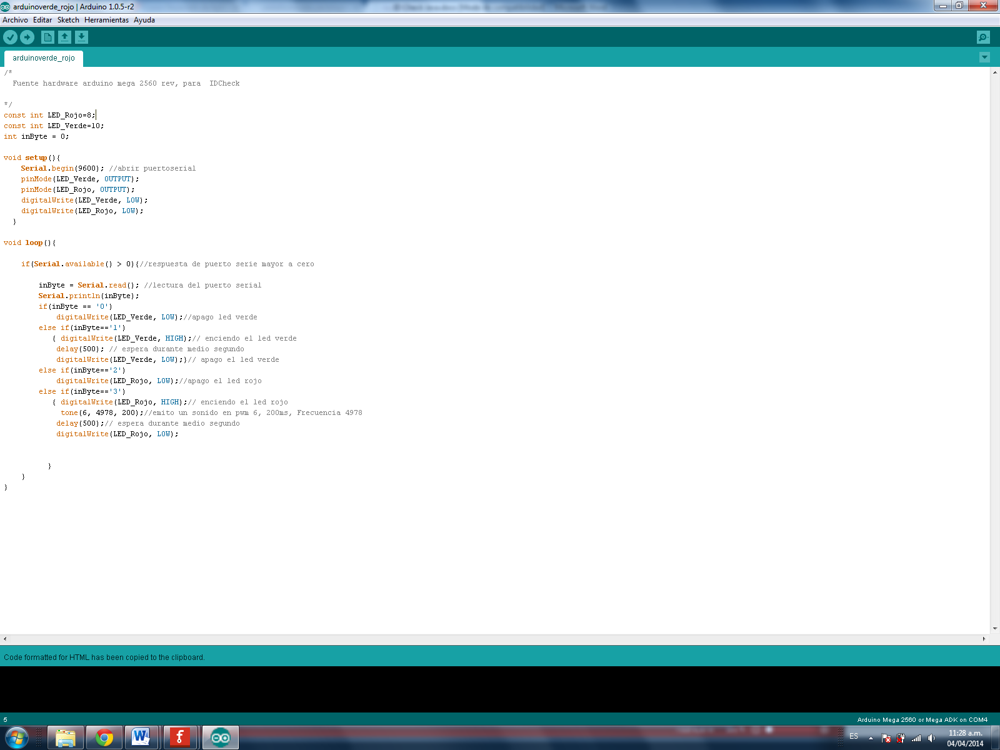 arduinoverde_rojo | Arduino 1.0.5-r2
Archivo Editar Sketch Herramientas Ayuda
arduinoverde_rojo
/*
Fuente hardware arduino mega 2560 rev, para  IDCheck
*/
const int LED_Rojo=8;
const int LED_Verde=10;
int inByte = 0;
void setup(){
Serial.begin(9600); //abrir puertoserial
pinMode(LED_Verde, OUTPUT);
pinMode(LED_Rojo, OUTPUT);
digitalWrite(LED_Verde, LOW);
digitalWrite(LED_Rojo, LOW);
}
void loop(){
if(Serial.available() > 0){//respuesta de puerto serie mayor a cero
inByte = Serial.read(); //lectura del puerto serial
Serial.println(inByte);
if(inByte == '0')
digitalWrite(LED_Verde, LOW);//apago led verde
else if(inByte=='1')
{ digitalWrite(LED_Verde, HIGH);// enciendo el led verde
delay(500); // espera durante medio segundo
digitalWrite(LED_Verde, LOW);}// apago el led verde
else if(inByte=='2')
digitalWrite(LED_Rojo, LOW);//apago el led rojo
else if(inByte=='3')
{ digitalWrite(LED_Rojo, HIGH);// enciendo el led rojo
tone(6, 4978, 200);//emito un sonido en pwm 6, 200ms, Frecuencia 4978
delay(500);// espera durante medio segundo
digitalWrite(LED_Rojo, LOW);
}
}
}
Code formatted for HTML has been copied to the clipboard.
5
Arduino Mega 2560 or Mega ADK on COM4
ES
11:28 a.m.
04/04/2014